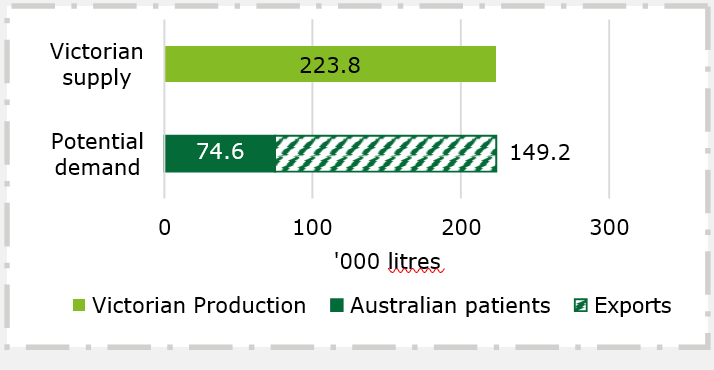 Victorian
supply
223.8
Potential
demand
74.6
149.2
0 100 200 300
'000 litres
Victorian Production Australian patients Exports